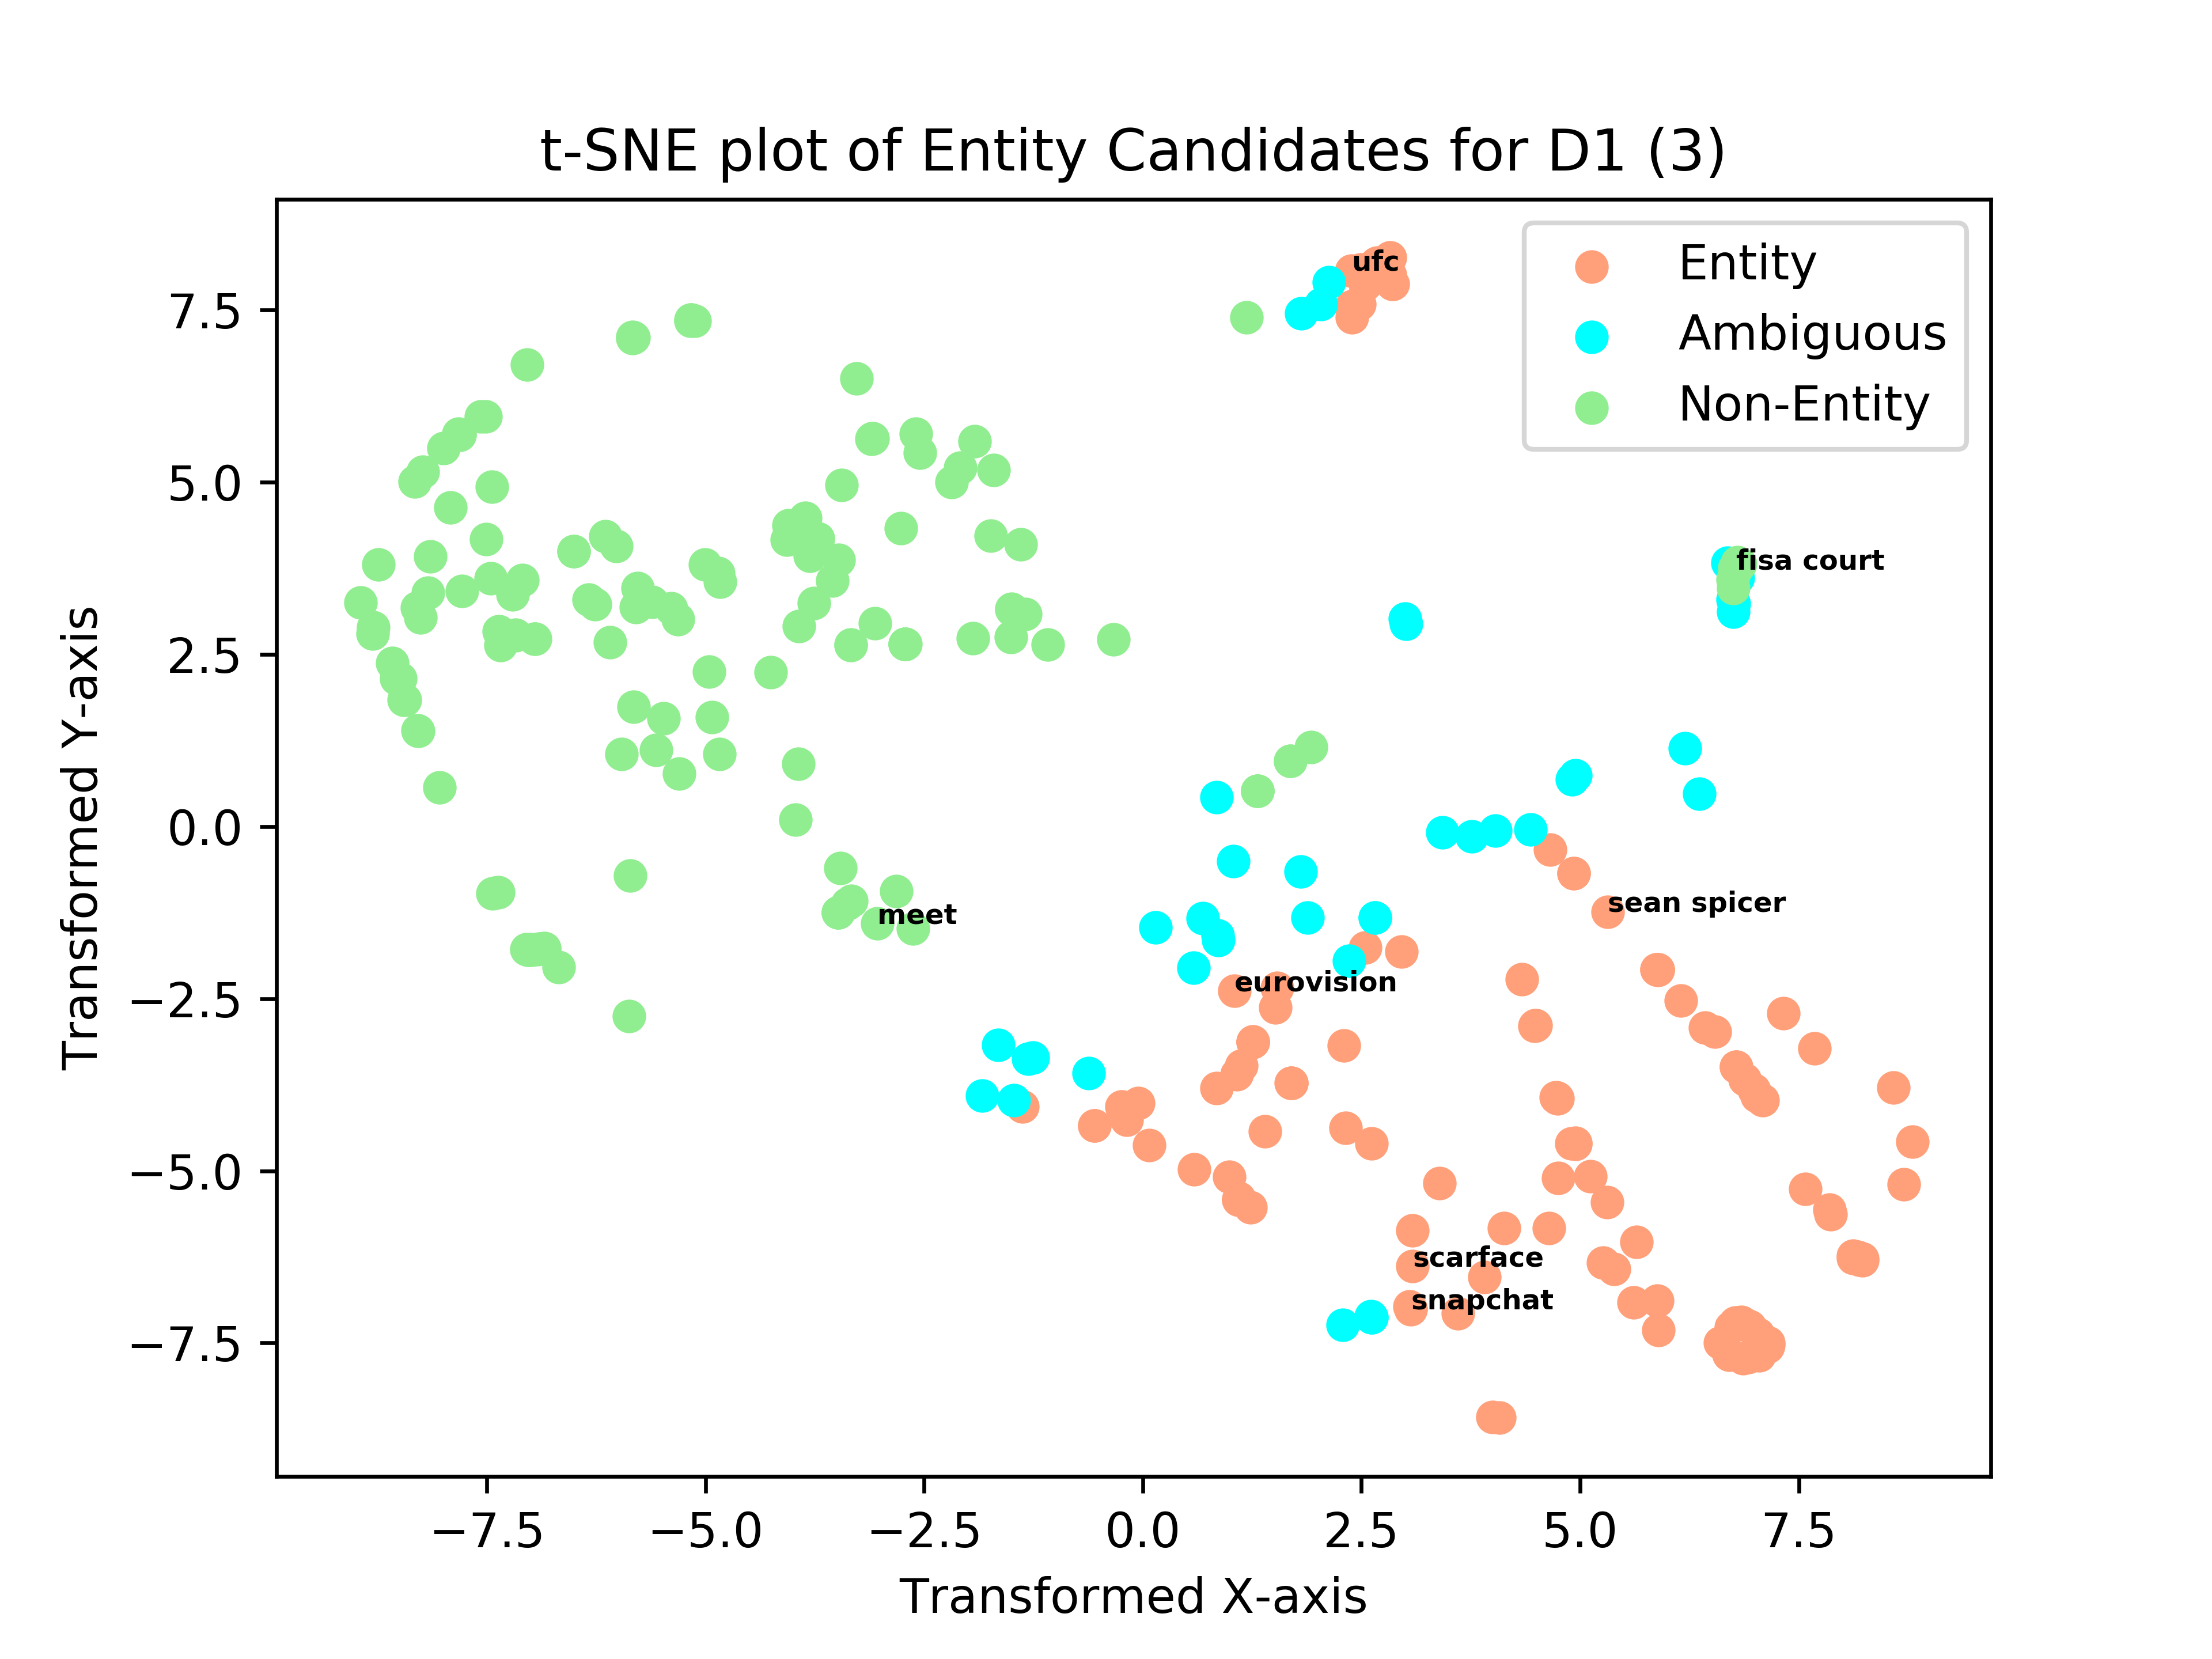 t-SNE plot of Entity Candidates for D1 (3)
Entity
Ambiguous
Non-Entity
ufc
fisa court
sean spicer
meet
eurovision
scarface
snapchat
7.5
5.0
2.5
0.0
−2.5
−5.0
−7.5
Transformed Y-axis
−7.5 −5.0 −2.5 0.0 2.5 5.0 7.5
Transformed X-axis